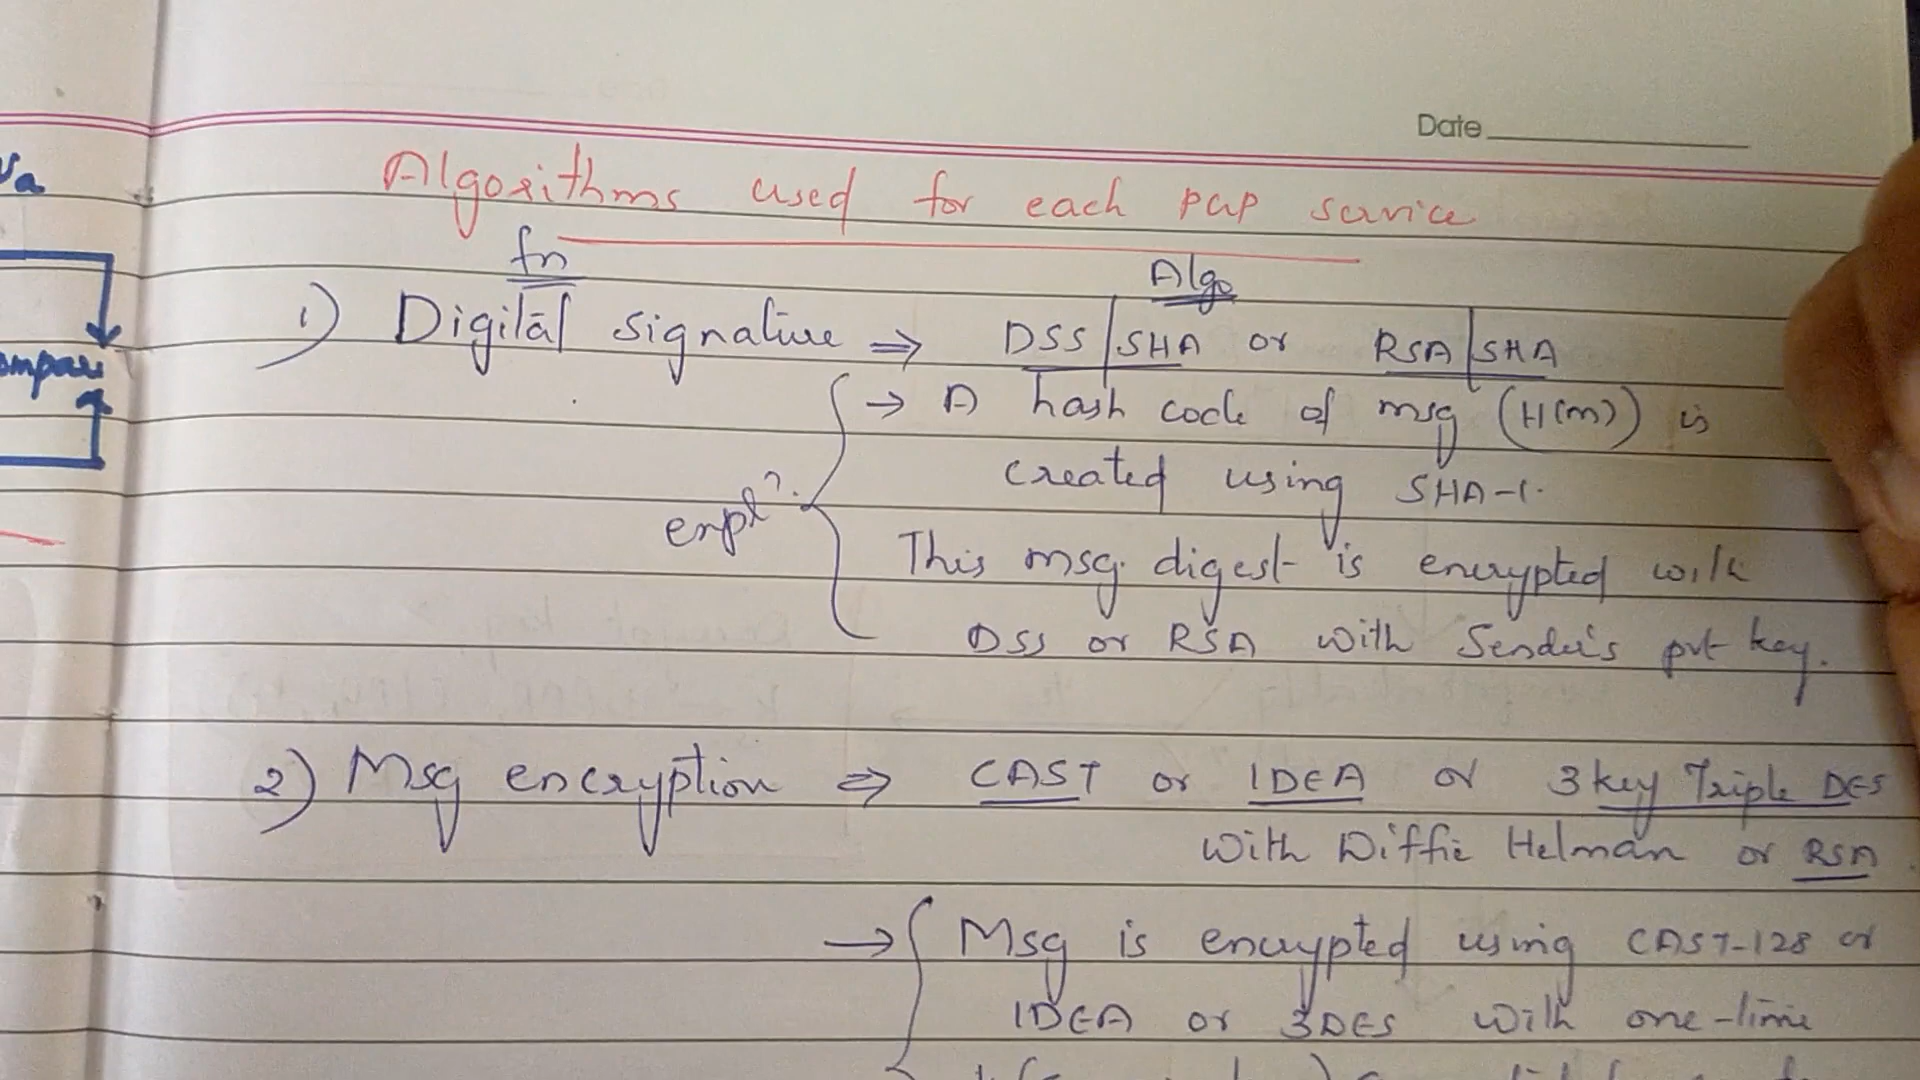 Date
Algorithms used for each PGP service
fn
Algo
1) Digital signature ⇒ DSS/SHA or RSA/SHA
→ A hash code of msg (H(m)) is
created using SHA-1.
expln.
This msg. digest is encrypted with
DSS or RSA with Sender's pvt key.
2) Msg encryption ⇒ CAST or IDEA or 3 key Triple DES
with Diffie Helman or RSA.
→ Msg is encrypted using CAST-128 or
IDEA or 3DES with one-time